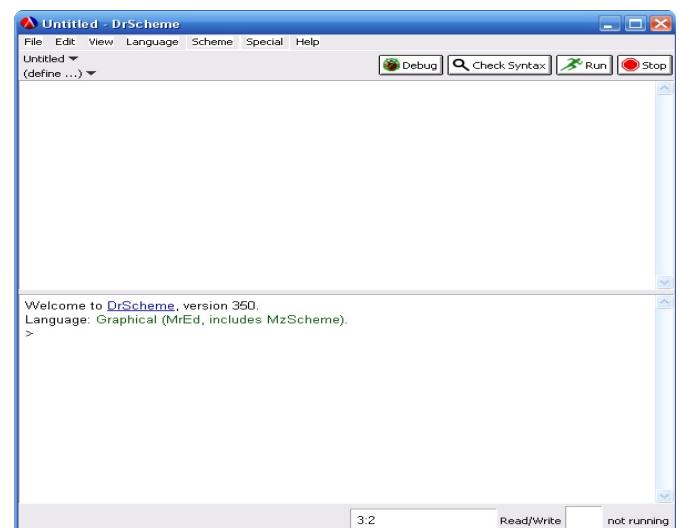 Untitled - DrScheme
File Edit View Language Scheme Special Help
Untitled
(define ...)
Debug Check Syntax Run Stop
Welcome to DrScheme, version 350.
Language: Graphical (MrEd, includes MzScheme).
>
3:2 Read/Write not running